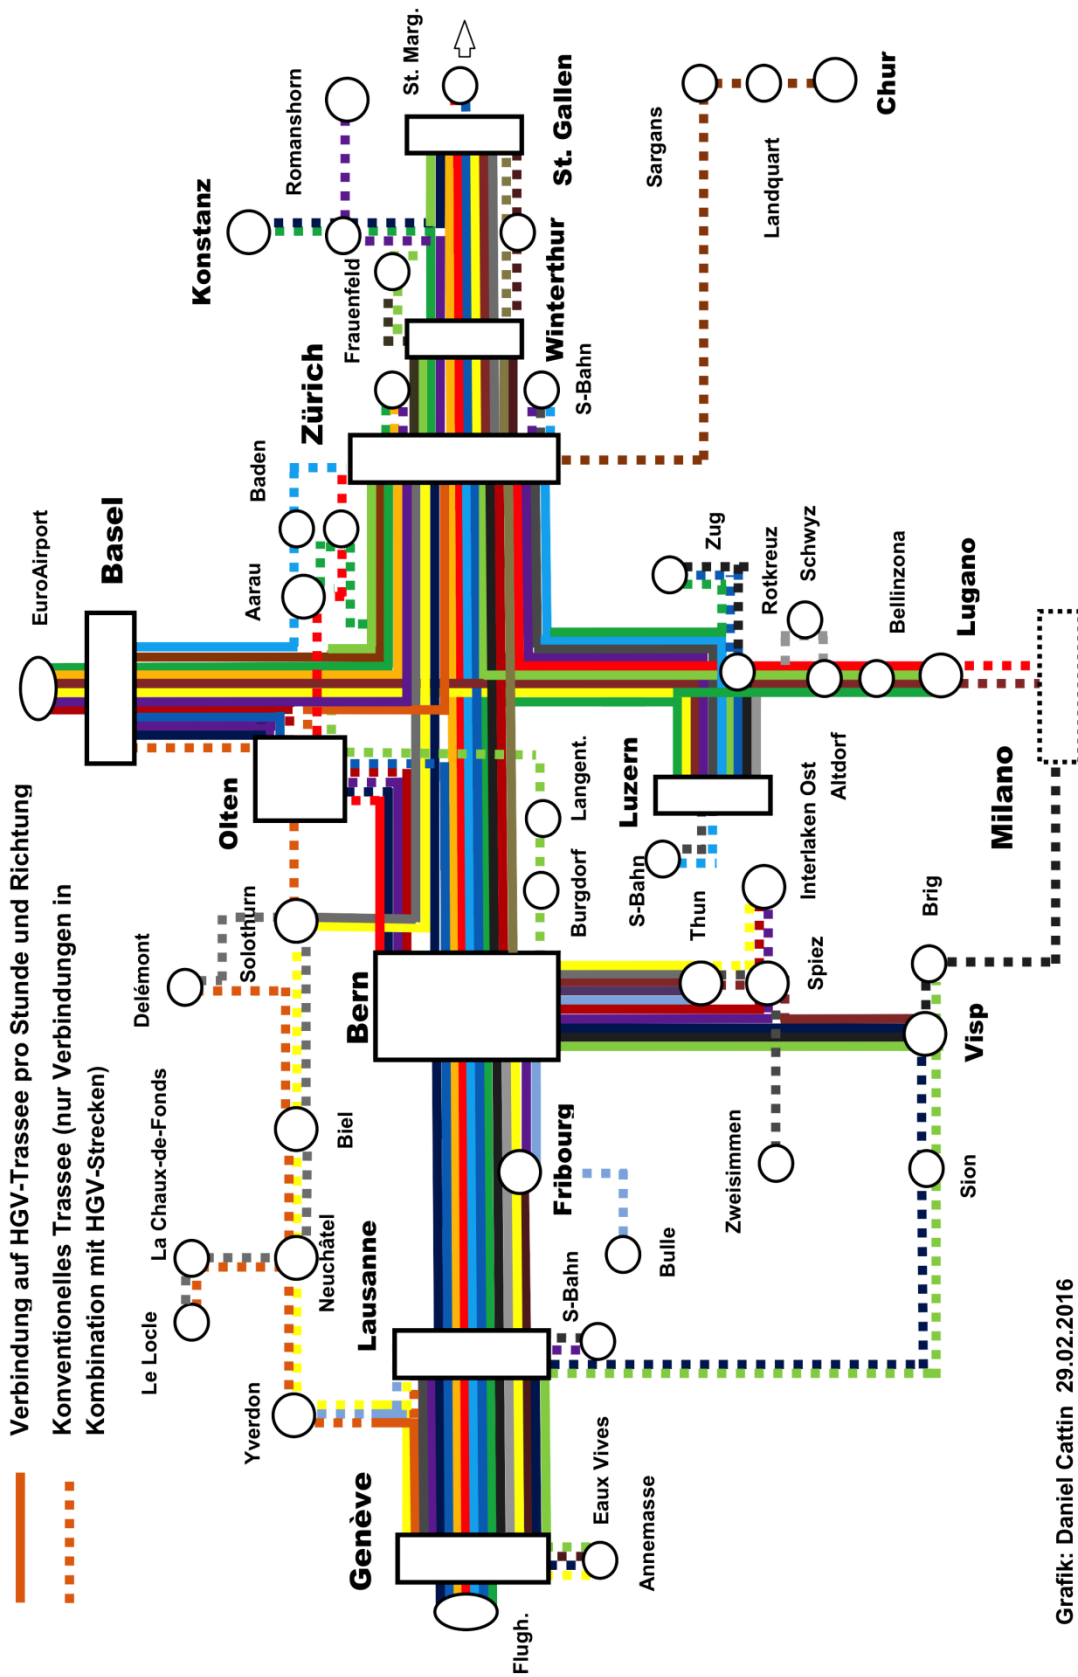 Verbindung auf HGV-Trassee pro Stunde und Richtung
Konventionelles Trassee (nur Verbindungen in
Kombination mit HGV-Strecken)
EuroAirport
Basel
Konstanz
Romanshorn
St. Marg.
Frauenfeld
Zürich
Baden
Aarau
Olten
Solothurn
Delémont
La Chaux-de-Fonds
Le Locle
Biel
Neuchâtel
Yverdon
St. Gallen
Winterthur
S-Bahn
Bern
Lausanne
Genève
Flugh.
Langent.
Burgdorf
Fribourg
S-Bahn
Bulle
Eaux Vives
Annemasse
Sargans
Landquart
Chur
Zug
Rotkreuz
Schwyz
Luzern
S-Bahn
Altdorf
Bellinzona
Lugano
Milano
Thun
Interlaken Ost
Spiez
Zweisimmen
Brig
Visp
Sion
Grafik: Daniel Cattin 29.02.2016